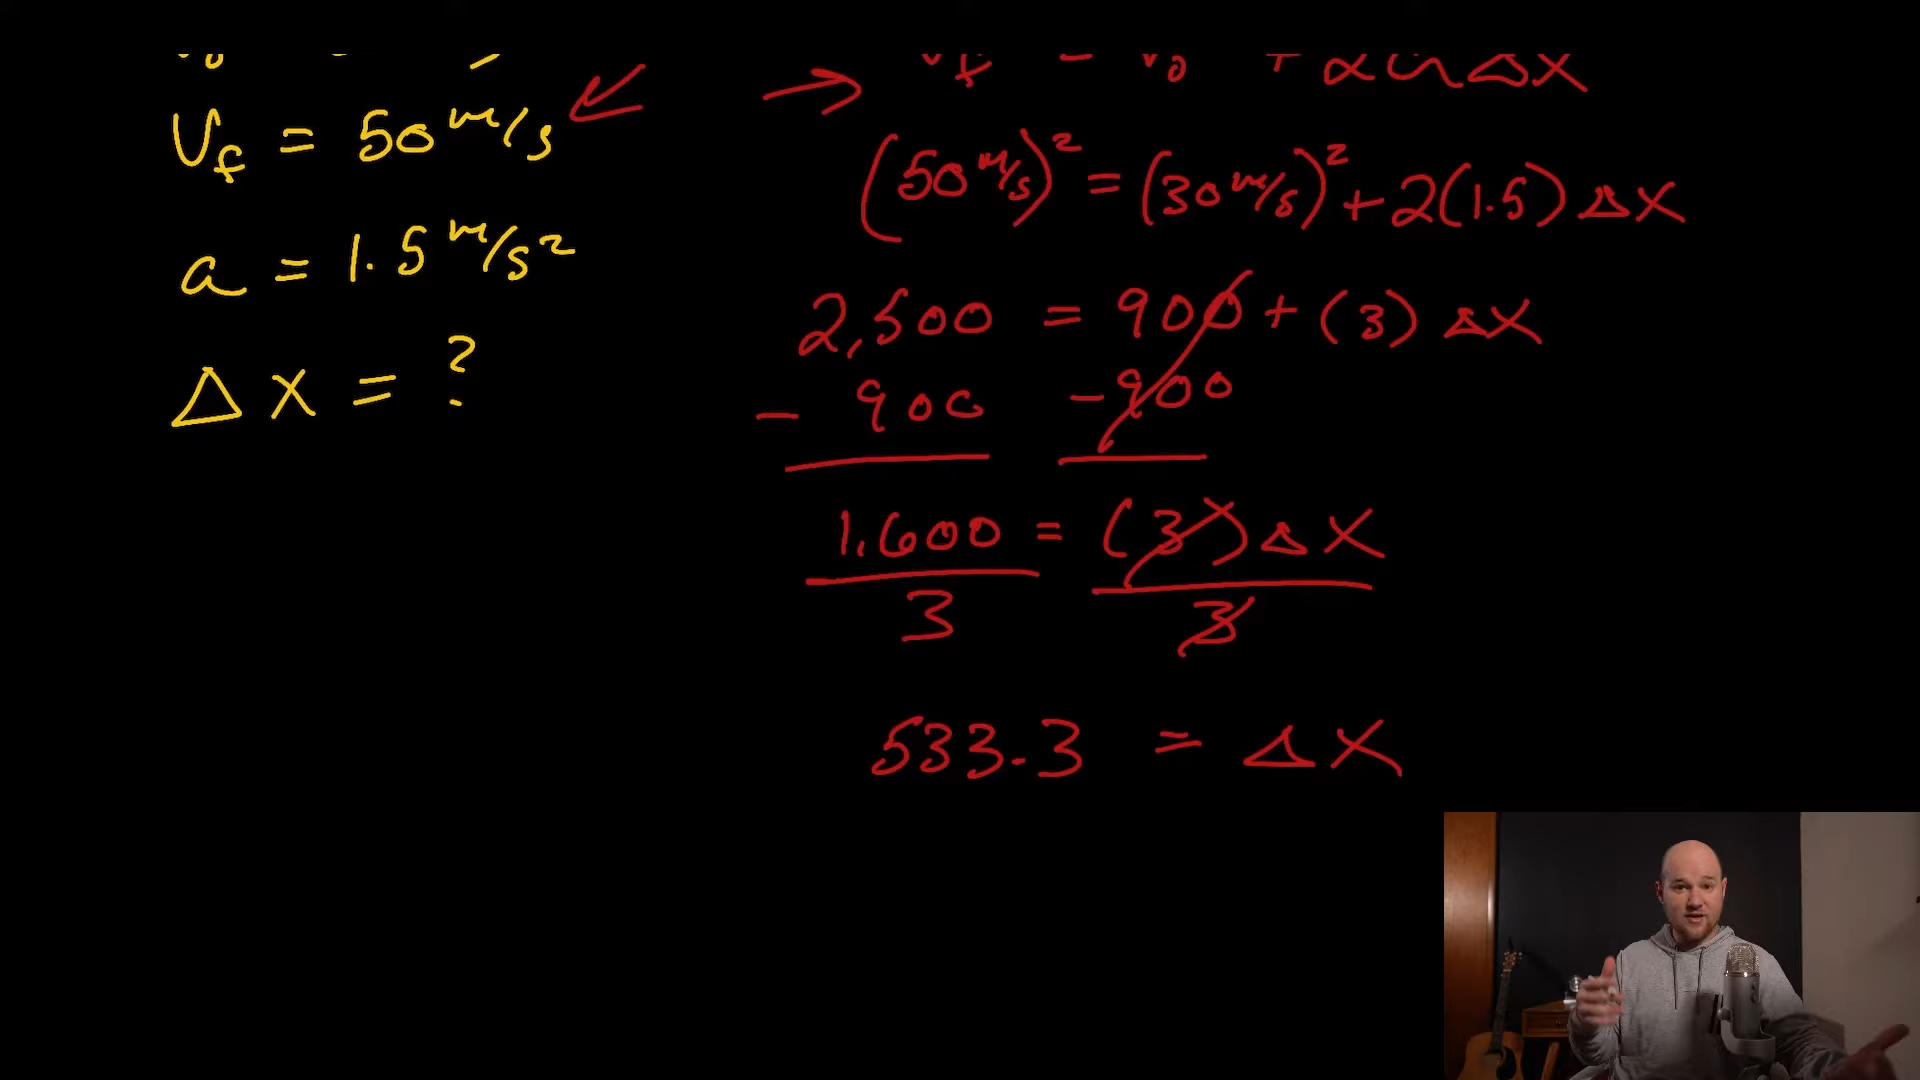 V_f = 50 m/s
a = 1.5 m/s²
Δx = ?
(50 m/s)² = (30 m/s)² + 2(1.5) Δx
2,500 = 900 + (3) Δx
- 900 -900
1,600 = (3) Δx
3 3
533.3 = Δx